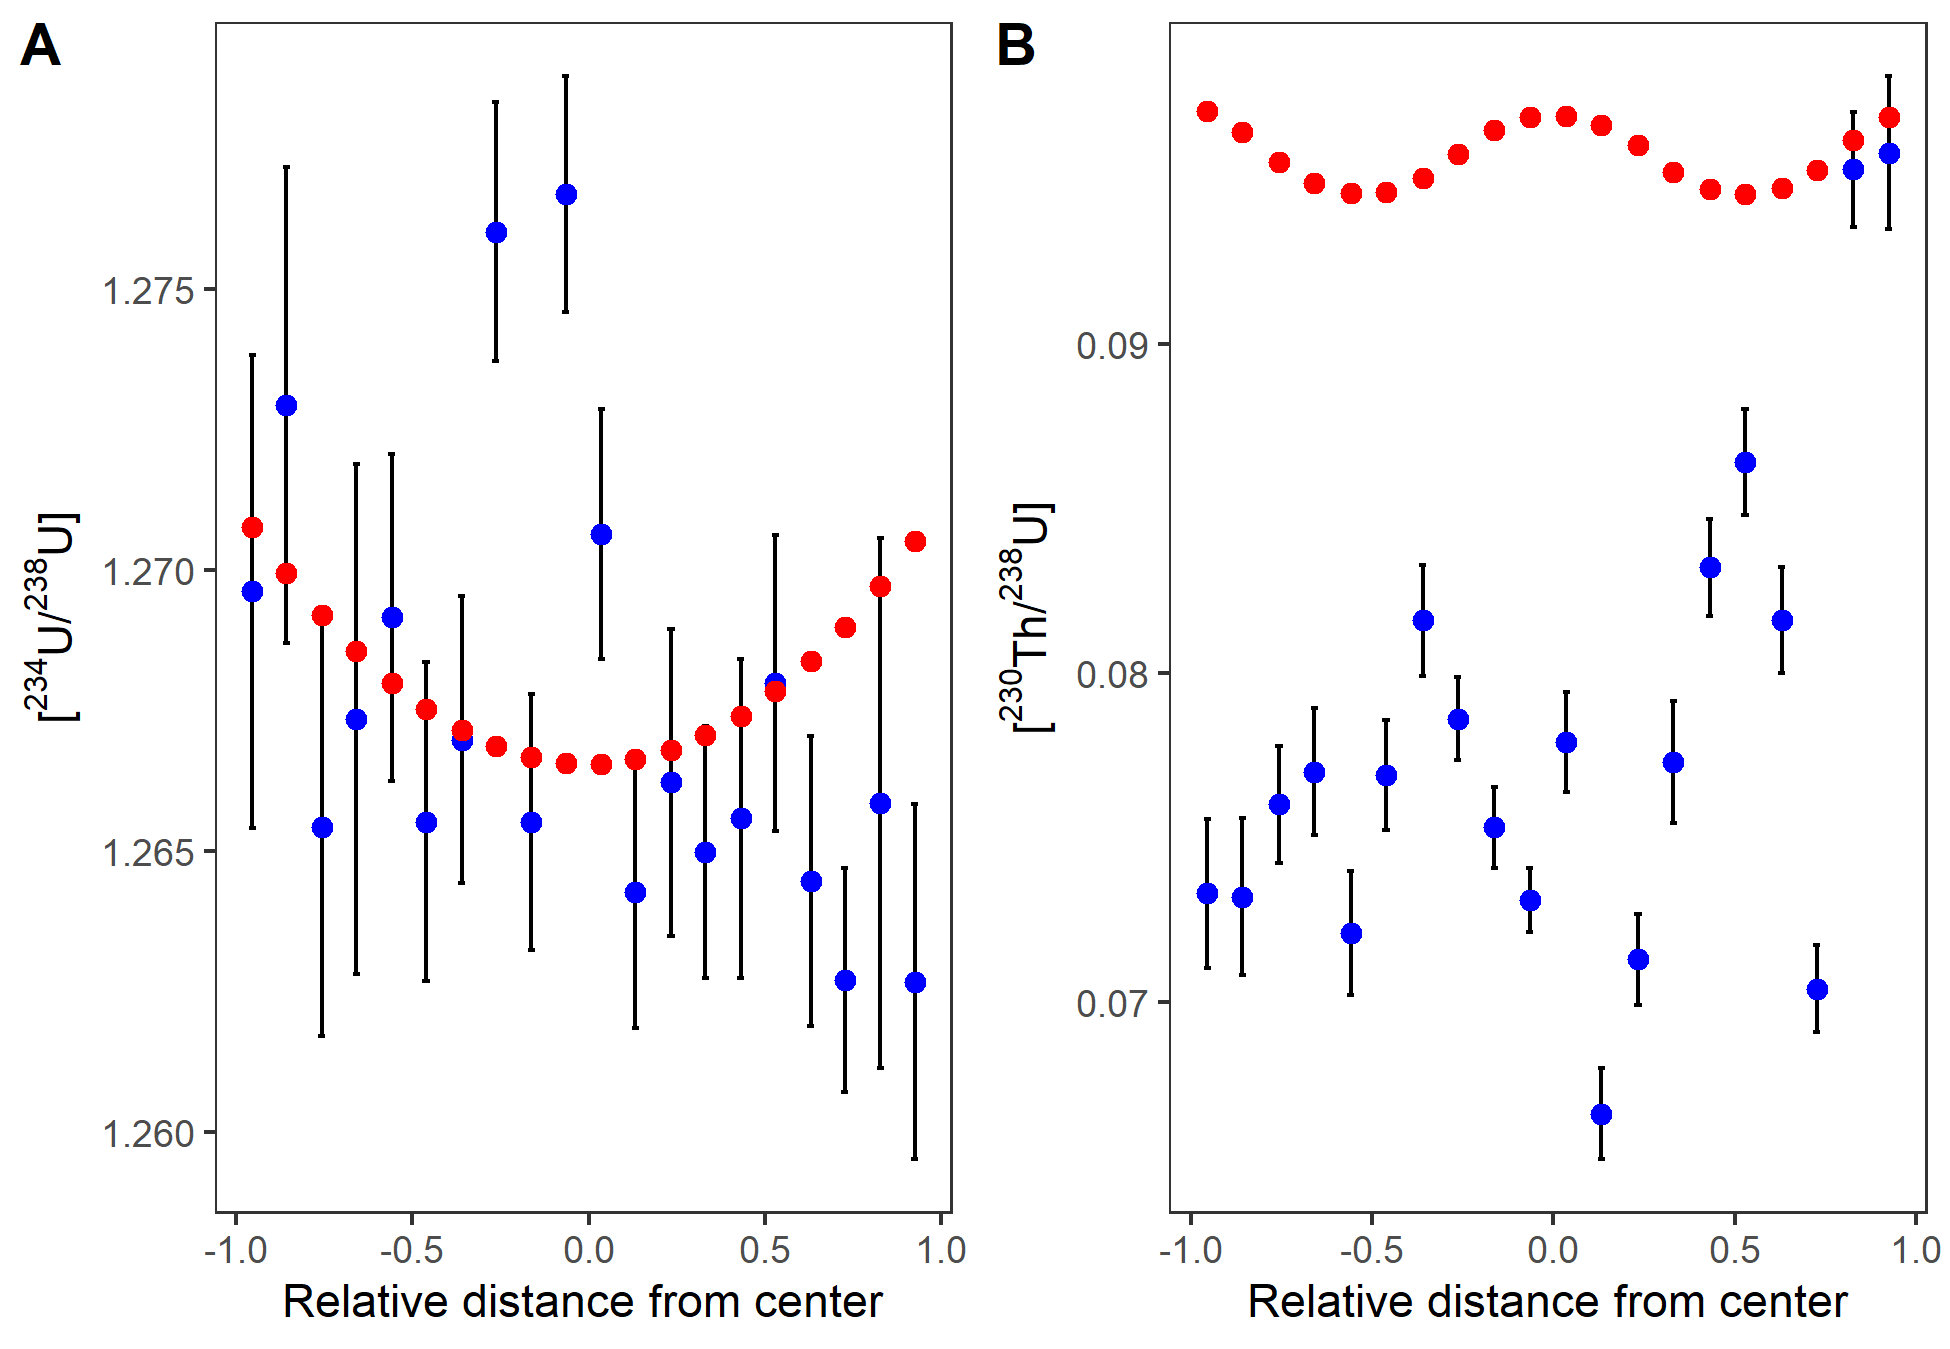 A
B
1.275
1.270
1.265
1.260
[²³⁴U/²³⁸U]
-1.0 -0.5 0.0 0.5 1.0
Relative distance from center
0.09
0.08
0.07
[²³⁰Th/²³⁸U]
-1.0 -0.5 0.0 0.5 1.0
Relative distance from center